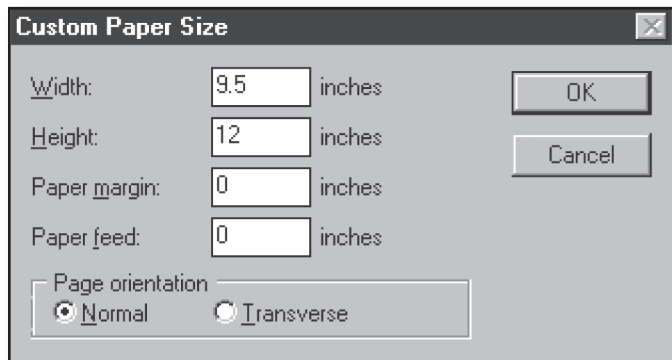 Custom Paper Size
Width: 9.5 inches
Height: 12 inches
Paper margin: 0 inches
Paper feed: 0 inches
Page orientation
Normal Transverse
OK
Cancel